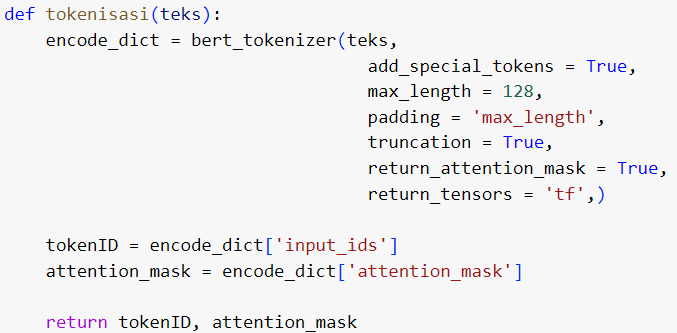 def tokenisasi(teks):
    encode_dict = bert_tokenizer(teks,
                                 add_special_tokens = True,
                                 max_length = 128,
                                 padding = 'max_length',
                                 truncation = True,
                                 return_attention_mask = True,
                                 return_tensors = 'tf',)
    tokenID = encode_dict['input_ids']
    attention_mask = encode_dict['attention_mask']
    return tokenID, attention_mask